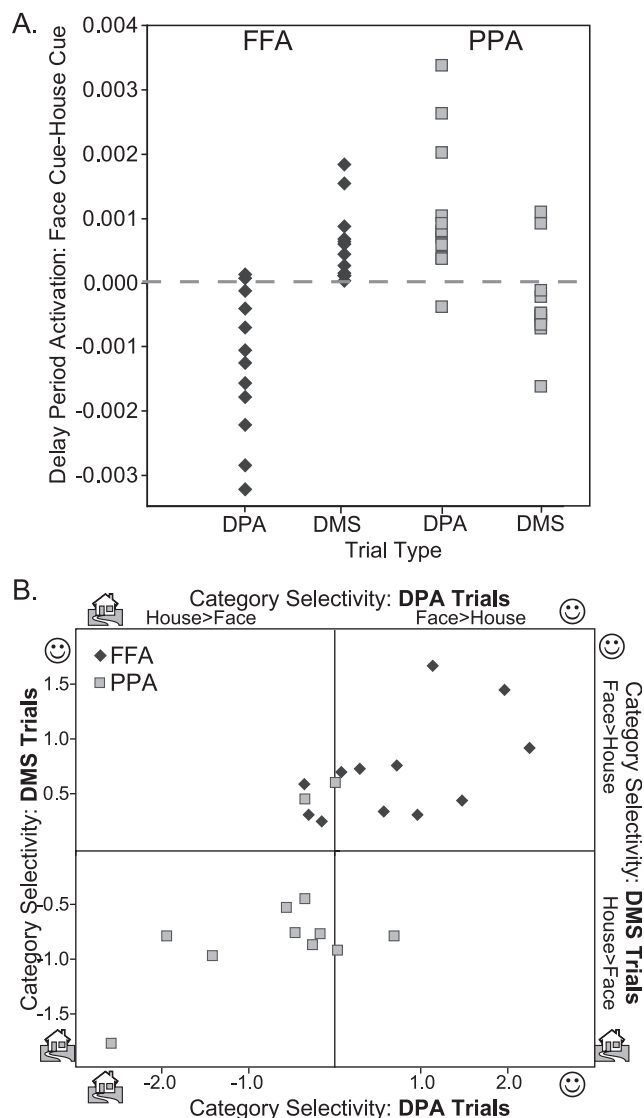 A.
FFA
PPA
Delay Period Activation: Face Cue-House Cue
0.004
0.003
0.002
0.001
0.000
-0.001
-0.002
-0.003
DPA
DMS
DPA
DMS
Trial Type
B.
Category Selectivity: DPA Trials
House>Face
Face>House
FFA
PPA
Category Selectivity: DMS Trials
1.5
1.0
0.5
-0.5
-1.0
-1.5
Face>House
House>Face
Category Selectivity: DMS Trials
-2.0
-1.0
1.0
2.0
Category Selectivity: DPA Trials